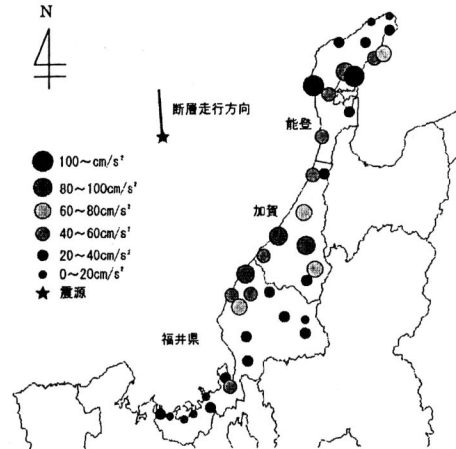 N
断層走行方向
能登
100～cm/s²
80～100cm/s²
60～80cm/s²
加賀
40～60cm/s²
20～40cm/s²
0～20cm/s²
震源
福井県